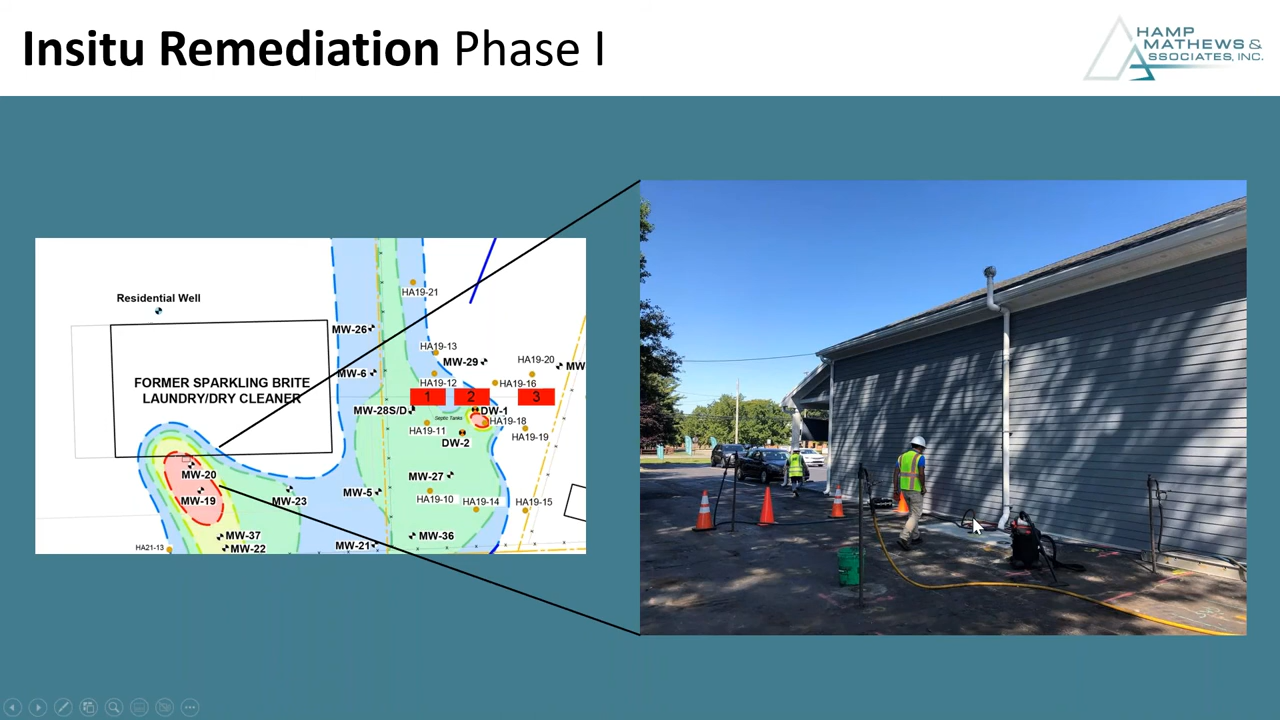 Insitu Remediation Phase I
HAMP
MATHEWS &
ASSOCIATES, INC.
Residential Well
HA19-21
MW-26
HA19-13
MW-29
HA19-20
MW
MW-6
HA19-12
HA19-16
FORMER SPARKLING BRITE
LAUNDRY/DRY CLEANER
1
2
3
MW-28S/D
Septic Tanks
DW-1
HA19-18
HA19-11
DW-2
HA19-19
MW-20
MW-27
MW-19
MW-23
MW-5
HA19-10
HA19-14
HA19-15
MW-37
MW-36
HA21-13
MW-22
MW-21